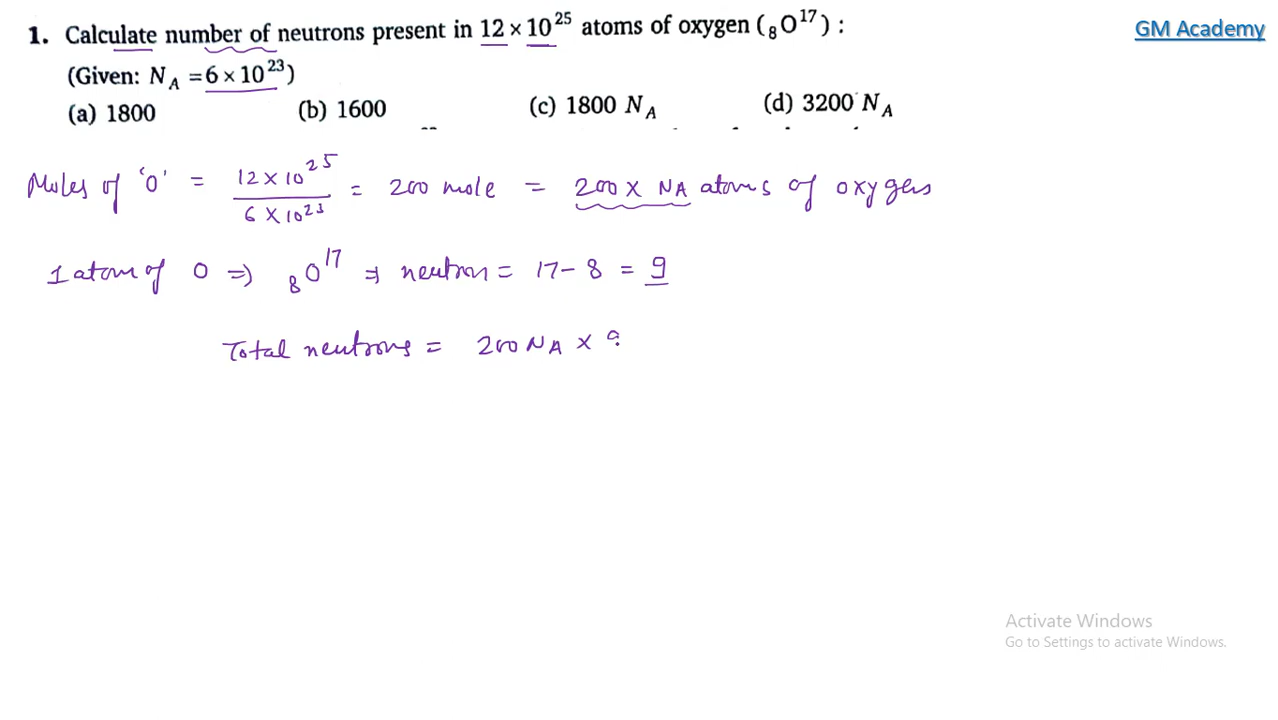 1. Calculate number of neutrons present in 12 × 10^25 atoms of oxygen (₈O^17) :
GM Academy
(Given: N_A = 6 × 10^23)
(a) 1800 (b) 1600 (c) 1800 N_A (d) 3200 N_A
Moles of 'O' = 12 × 10^25 / 6 × 10^23 = 200 mole = 200 × NA atoms of oxygen
1 atom of O ⇒ ₈O^17 ⇒ neutron = 17 - 8 = 9
Total neutrons = 200 NA ×
Activate Windows
Go to Settings to activate Windows.